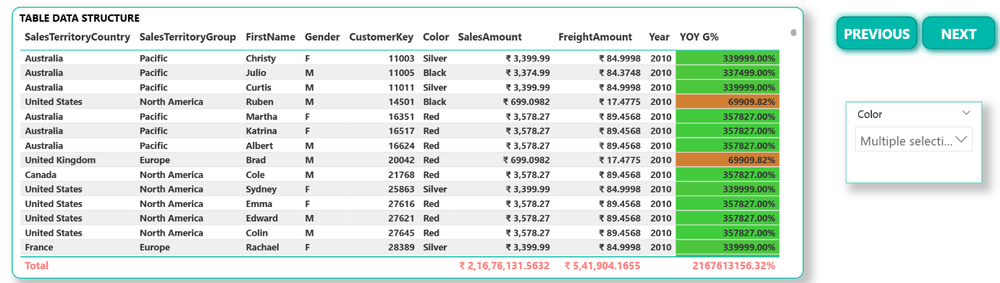 TABLE DATA STRUCTURE
SalesTerritoryCountry SalesTerritoryGroup FirstName Gender CustomerKey Color SalesAmount FreightAmount Year YOY G%
Australia Pacific Christy F 11003 Silver ₹ 3,399.99 ₹ 84.9998 2010 339999.00%
Australia Pacific Julio M 11005 Black ₹ 3,374.99 ₹ 84.3748 2010 337499.00%
Australia Pacific Curtis M 11011 Silver ₹ 3,399.99 ₹ 84.9998 2010 339999.00%
United States North America Ruben M 14501 Black ₹ 699.0982 ₹ 17.4775 2010 69909.82%
Australia Pacific Martha F 16351 Red ₹ 3,578.27 ₹ 89.4568 2010 357827.00%
Australia Pacific Katrina F 16517 Red ₹ 3,578.27 ₹ 89.4568 2010 357827.00%
Australia Pacific Albert M 16624 Red ₹ 3,578.27 ₹ 89.4568 2010 357827.00%
United Kingdom Europe Brad M 20042 Red ₹ 699.0982 ₹ 17.4775 2010 69909.82%
Canada North America Cole M 21768 Red ₹ 3,578.27 ₹ 89.4568 2010 357827.00%
United States North America Sydney F 25863 Silver ₹ 3,399.99 ₹ 84.9998 2010 339999.00%
United States North America Emma F 27616 Red ₹ 3,578.27 ₹ 89.4568 2010 357827.00%
United States North America Edward M 27621 Red ₹ 3,578.27 ₹ 89.4568 2010 357827.00%
United States North America Colin M 27645 Red ₹ 3,578.27 ₹ 89.4568 2010 357827.00%
France Europe Rachael F 28389 Silver ₹ 3,399.99 ₹ 84.9998 2010 339999.00%
Total ₹ 2,16,76,131.5632 ₹ 5,41,904.1655 2167613156.32%
PREVIOUS NEXT
Color
Multiple selecti...